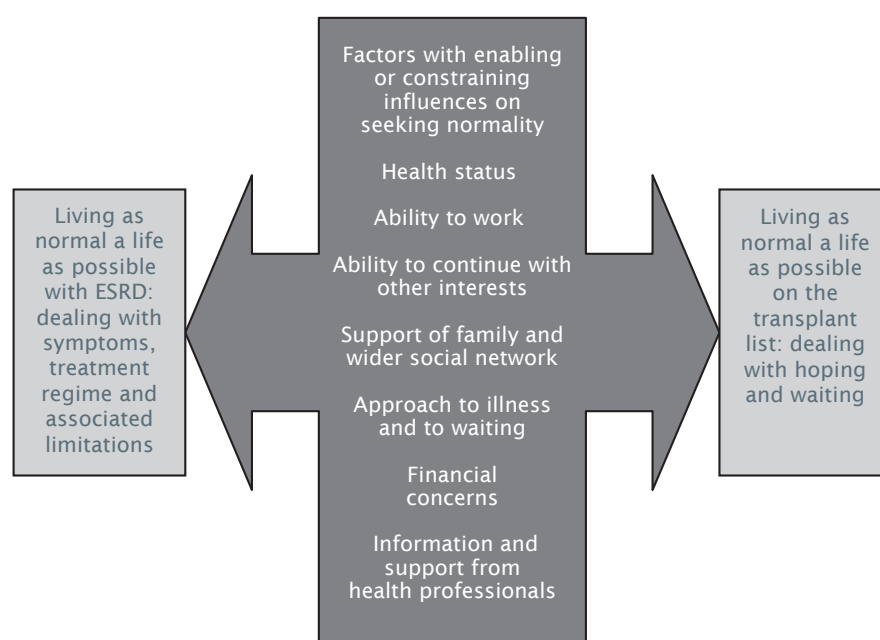 Factors with enabling
or constraining
influences on
seeking normality
Health status
Ability to work
Ability to continue with
other interests
Support of family and
wider social network
Approach to illness
and to waiting
Financial
concerns
Information and
support from
health professionals
Living as
normal a life
as possible
with ESRD:
dealing with
symptoms,
treatment
regime and
associated
limitations
Living as
normal a life
as possible
on the
transplant
list: dealing
with hoping
and waiting